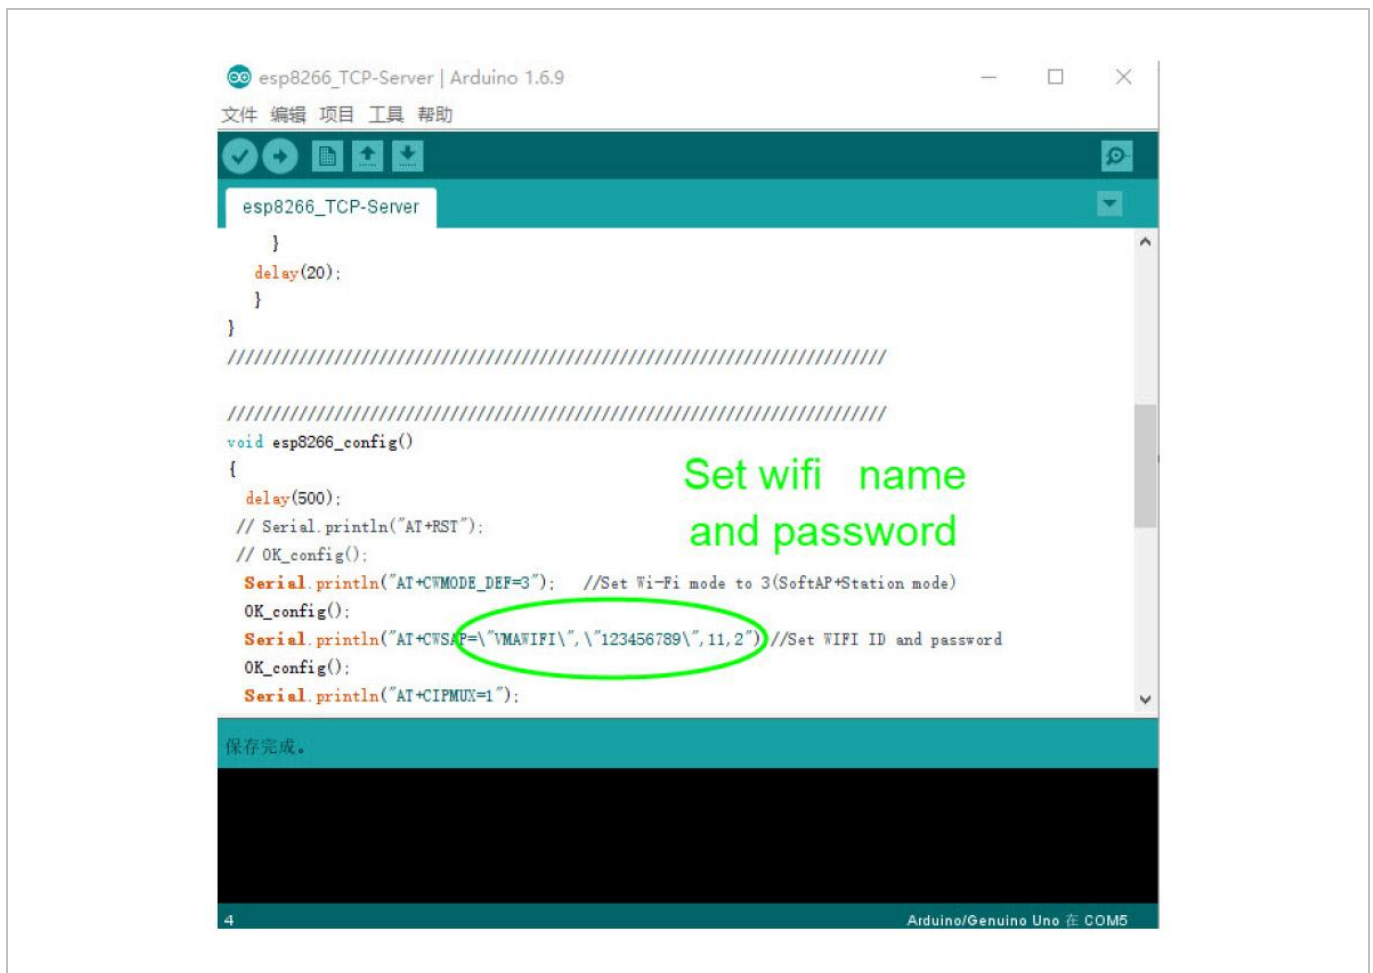 esp8266_TCP-Server | Arduino 1.6.9
文件 编辑 项目 工具 帮助
esp8266_TCP-Server
}
delay(20);
}
}
//////////////////////////////////////////////////////////////////////////
//////////////////////////////////////////////////////////////////////////
void esp8266_config()
{
Set wifi name
delay(500);
and password
// Serial.println("AT+RST");
// OK_config();
Serial.println("AT+CWMODE_DEF=3"); //Set Wi-Fi mode to 3(SoftAP+Station mode)
OK_config();
Serial.println("AT+CWSAP=\"VMAWIFI\",\"123456789\",11,2") //Set WIFI ID and password
OK_config();
Serial.println("AT+CIPMUX=1");
保存完成。
4 Arduino/Genuino Uno 在 COM5